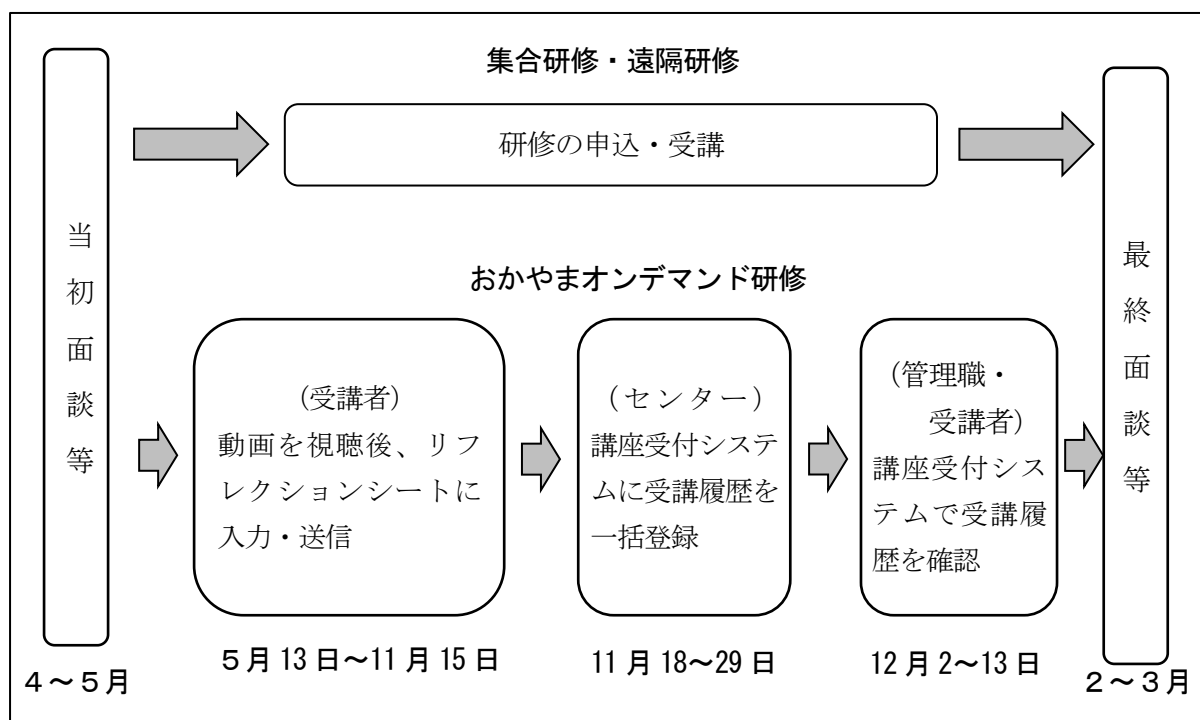 集合研修・遠隔研修
研修の申込・受講
当初面談等
おかやまオンデマンド研修
(受講者)
動画を視聴後、リフ
レクションシートに
入力・送信
(センター)
講座受付システ
ムに受講履歴を
一括登録
(管理職・
受講者)
講座受付シス
テムで受講履
歴を確認
最終面談等
４～５月
５月13日～11月15日
11月18～29日
12月2～13日
２～３月